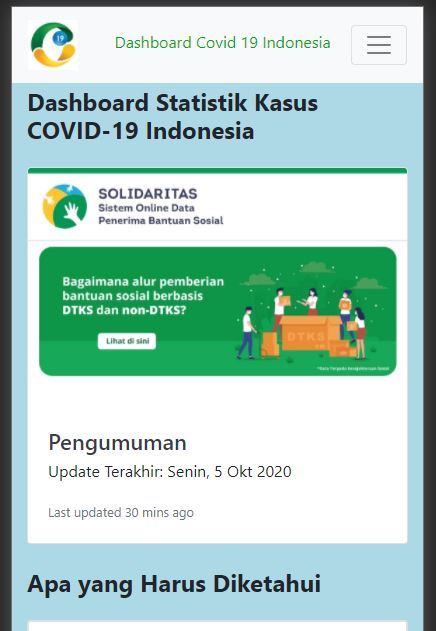 19
Dashboard Covid 19 Indonesia
Dashboard Statistik Kasus
COVID-19 Indonesia
SOLIDARITAS
Sistem Online Data
Penerima Bantuan Sosial
Bagaimana alur pemberian
bantuan sosial berbasis
DTKS dan non-DTKS?
Lihat di sini
DTKS
*Data Terpadu Kesejahteraan Sosial
Pengumuman
Update Terakhir: Senin, 5 Okt 2020
Last updated 30 mins ago
Apa yang Harus Diketahui